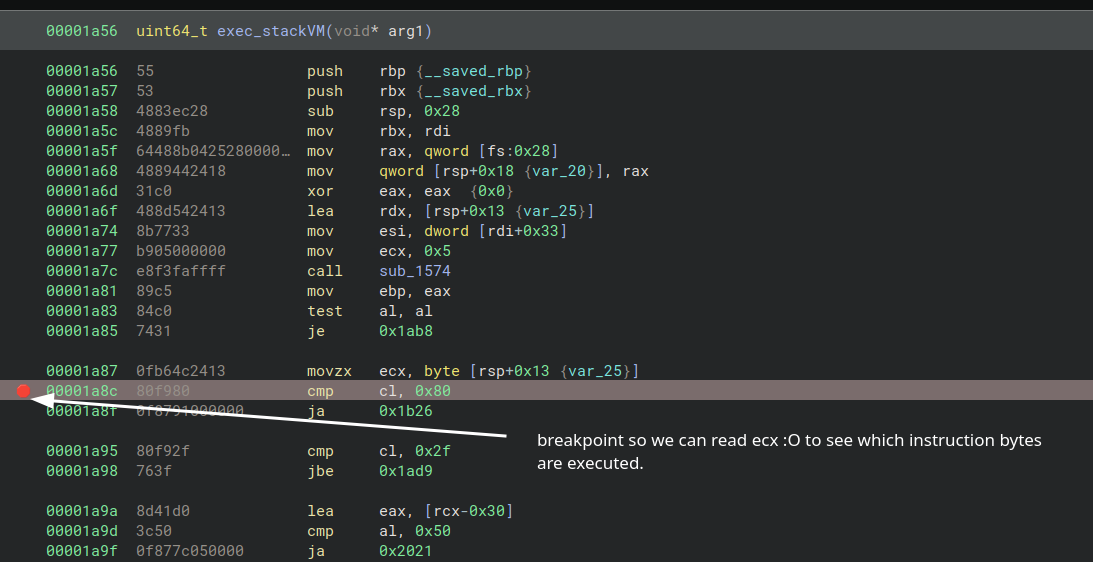 00001a56 uint64_t exec_stackVM(void* arg1)
00001a56 55 push rbp {__saved_rbp}
00001a57 53 push rbx {__saved_rbx}
00001a58 4883ec28 sub rsp, 0x28
00001a5c 4889fb mov rbx, rdi
00001a5f 64488b0425280000… mov rax, qword [fs:0x28]
00001a68 4889442418 mov qword [rsp+0x18 {var_20}], rax
00001a6d 31c0 xor eax, eax {0x0}
00001a6f 488d542413 lea rdx, [rsp+0x13 {var_25}]
00001a74 8b7733 mov esi, dword [rdi+0x33]
00001a77 b905000000 mov ecx, 0x5
00001a7c e8f3faffff call sub_1574
00001a81 89c5 mov ebp, eax
00001a83 84c0 test al, al
00001a85 7431 je 0x1ab8
00001a87 0fb64c2413 movzx ecx, byte [rsp+0x13 {var_25}]
00001a8c 80f980 cmp cl, 0x80
00001a8f 0f8791000000 ja 0x1b26
breakpoint so we can read ecx :O to see which instruction bytes
are executed.
00001a95 80f92f cmp cl, 0x2f
00001a98 763f jbe 0x1ad9
00001a9a 8d41d0 lea eax, [rcx-0x30]
00001a9d 3c50 cmp al, 0x50
00001a9f 0f877c050000 ja 0x2021